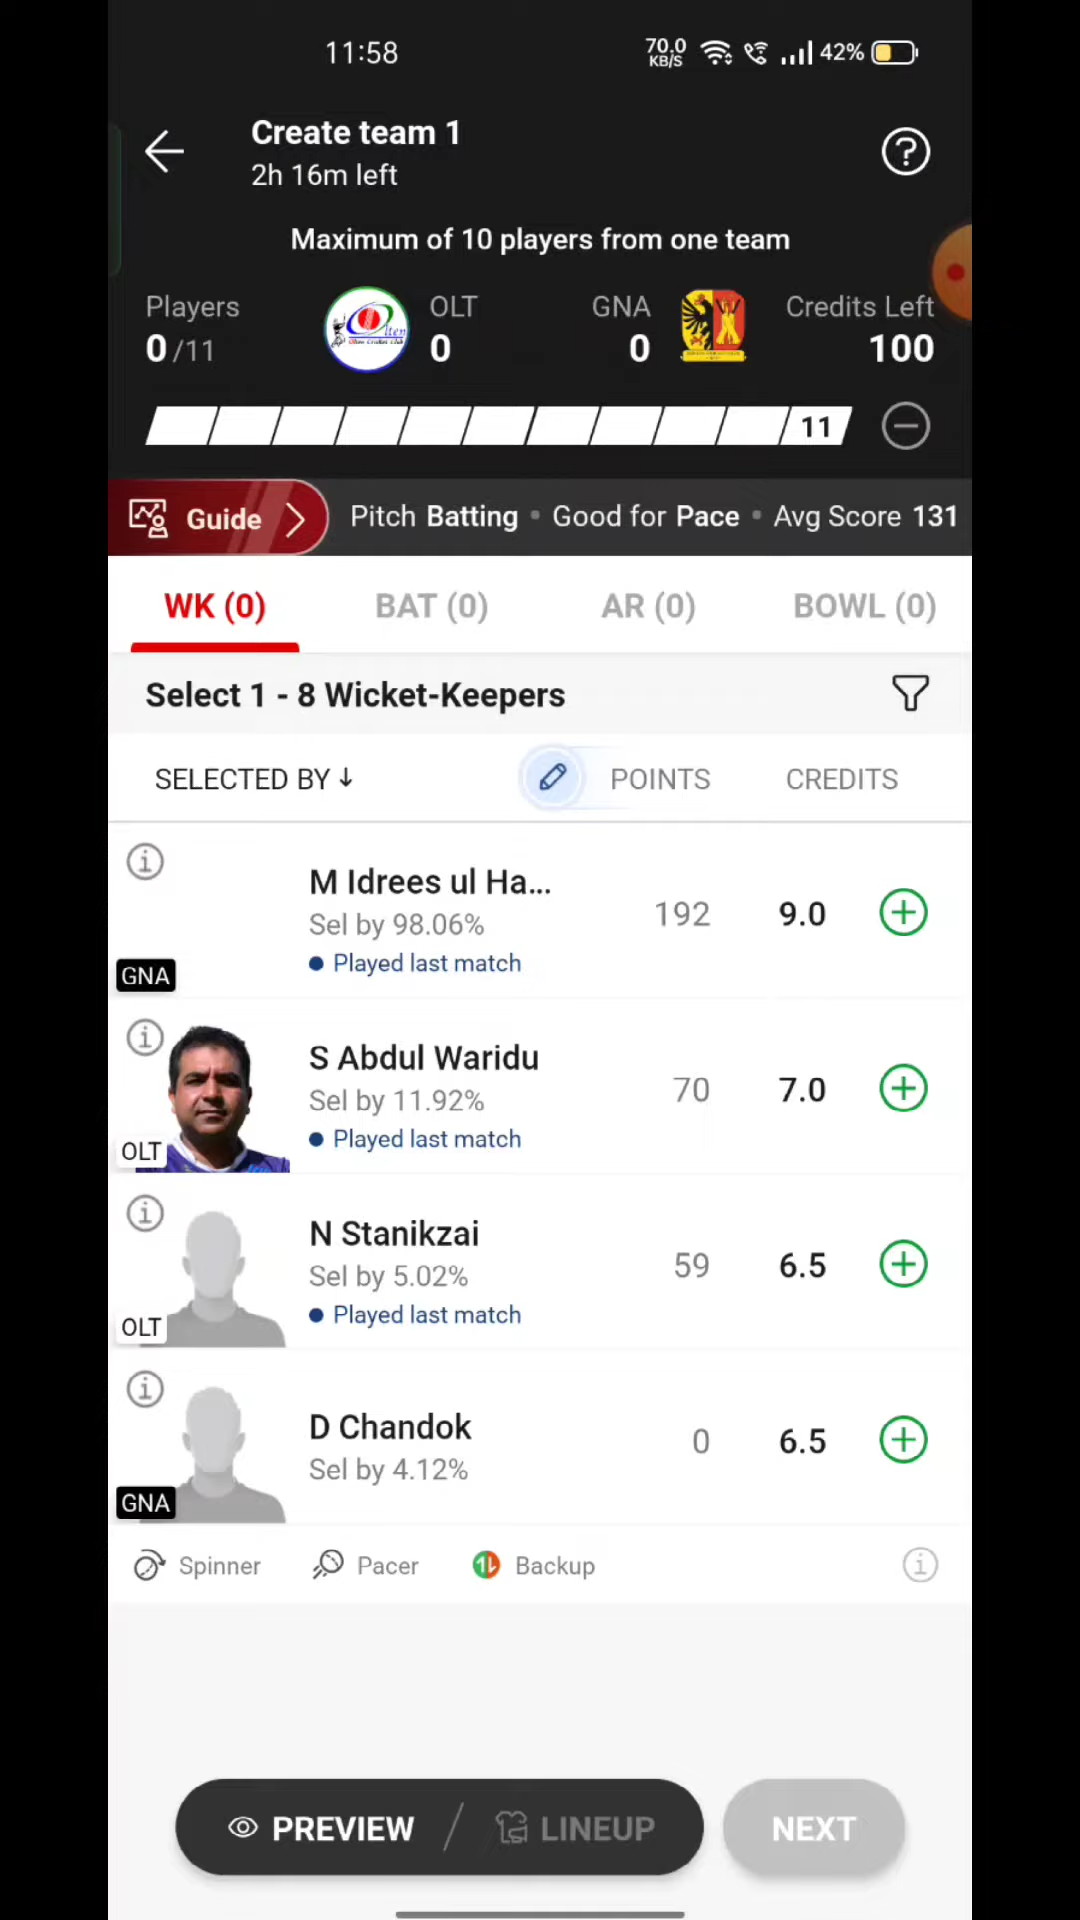 11:58
70.0 KB/S
42%
Create team 1
2h 16m left
Maximum of 10 players from one team
Players OLT GNA Credits Left
0/11 0 0 100
11
Guide
Pitch Batting • Good for Pace • Avg Score 131
WK (0) BAT (0) AR (0) BOWL (0)
Select 1 - 8 Wicket-Keepers
SELECTED BY ↓ POINTS CREDITS
M Idrees ul Ha...
Sel by 98.06%
192 9.0
Played last match
GNA
S Abdul Waridu
Sel by 11.92%
70 7.0
Played last match
OLT
N Stanikzai
Sel by 5.02%
59 6.5
Played last match
OLT
D Chandok
Sel by 4.12%
0 6.5
GNA
Spinner Pacer Backup
PREVIEW / LINEUP NEXT